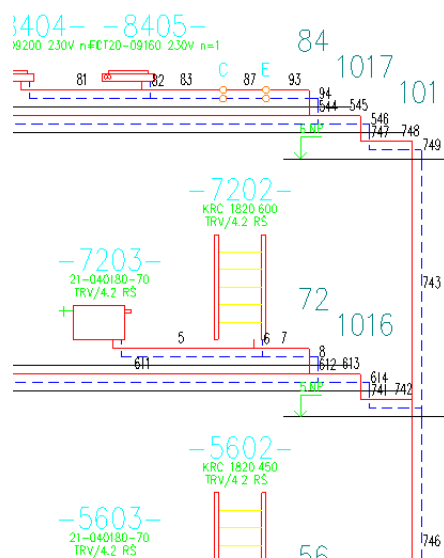 8404- -8405-
09200 230V n=FCT20-09160 230V n=1
84
1017
101
81 82 83 C 87 E 93
94
544 545
546
5.NP 747 748
749
-7202-
KRC 1820 600
TRV/4.2 RŠ
-7203-
21-040180-70
TRV/4.2 RŠ
743
72
1016
5 6 7
8
611 612 613
614
741 742
-5602-
KRC 1820 450
TRV/4.2 RŠ
-5603-
21-040180-70
TRV/4.2 RŠ
746
56